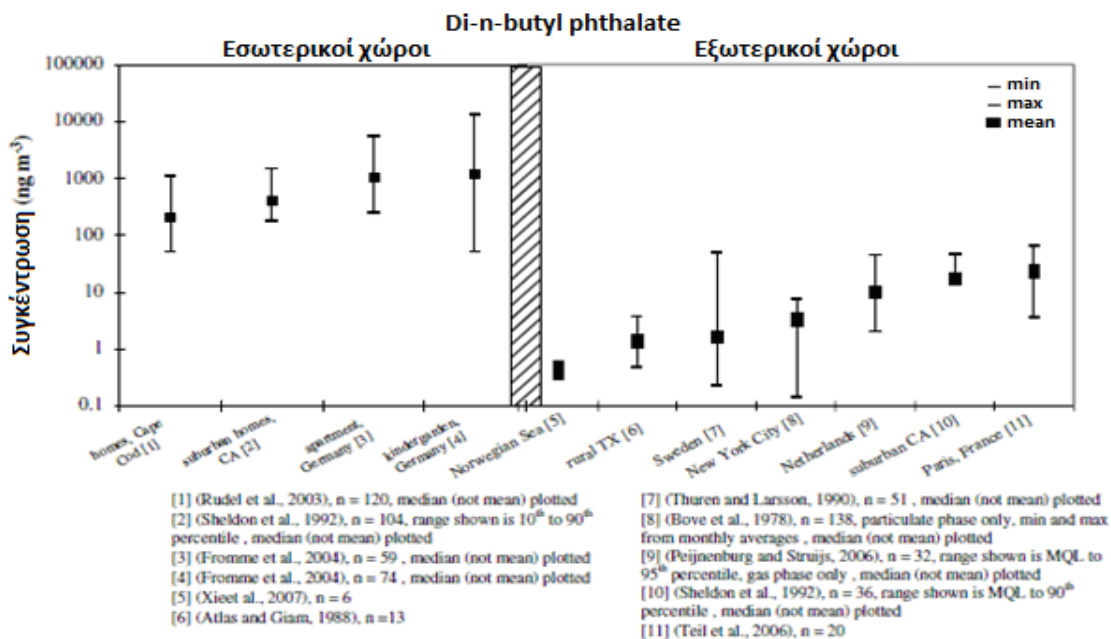 Di-n-butyl phthalate
Εσωτερικοί χώροι
Εξωτερικοί χώροι
Συγκέντρωση (ng m⁻³)
100000
10000
1000
100
10
1
0.1
min
max
mean
homes, Cape
Cod [1]
suburban homes,
CA [2]
apartment,
Germany [3]
kindergarden,
Germany [4]
Norwegian Sea [5]
rural TX [6]
Sweden [7]
New York City [8]
Netherlands [9]
suburban CA [10]
Paris, France [11]
[1] (Rudel et al., 2003), n = 120, median (not mean) plotted
[2] (Sheldon et al., 1992), n = 104, range shown is 10th to 90th
percentile , median (not mean) plotted
[3] (Fromme et al., 2004), n = 59 , median (not mean) plotted
[4] (Fromme et al., 2004), n = 74 , median (not mean) plotted
[5] (Xieet al., 2007), n = 6
[6] (Atlas and Giam, 1988), n =13
[7] (Thuren and Larsson, 1990), n = 51 , median (not mean) plotted
[8] (Bove et al., 1978), n = 138, particulate phase only, min and max
from monthly averages , median (not mean) plotted
[9] (Peijnenburg and Struijs, 2006), n = 32, range shown is MQL to
95th percentile, gas phase only , median (not mean) plotted
[10] (Sheldon et al., 1992), n = 36, range shown is MQL to 90th
percentile , median (not mean) plotted
[11] (Teil et al., 2006), n = 20